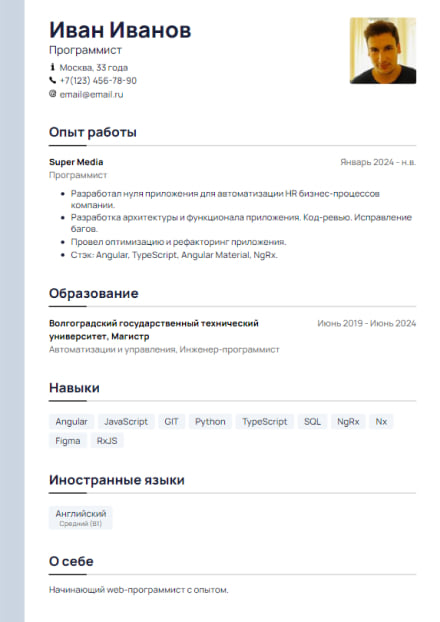 Иван Иванов
Программист
Москва, 33 года
+7(123) 456-78-90
email@email.ru
Опыт работы
Super Media
Январь 2024 - н.в.
Программист
Разработал нуля приложения для автоматизации HR бизнес-процессов
компании.
Разработка архитектуры и функционала приложения. Код-ревью. Исправление
багов.
Провел оптимизацию и рефакторинг приложения.
Стэк: Angular, TypeScript, Angular Material, NgRx.
Образование
Волгоградский государственный технический
Июнь 2019 - Июнь 2024
университет, Магистр
Автоматизации и управления, Инженер-программист
Навыки
Angular JavaScript GIT Python TypeScript SQL NgRx Nx
Figma RxJS
Иностранные языки
Английский
Средний (B1)
О себе
Начинающий web-программист с опытом.